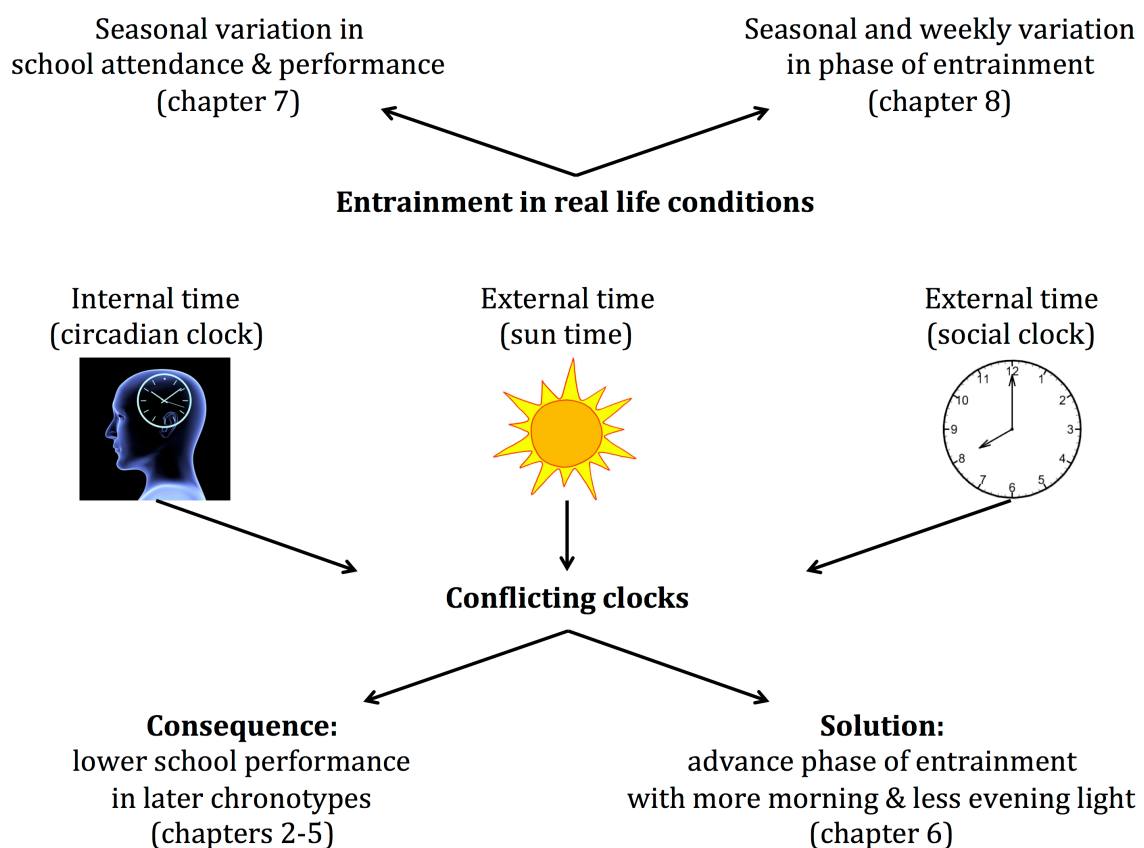 Seasonal variation in
school attendance & performance
(chapter 7)
Seasonal and weekly variation
in phase of entrainment
(chapter 8)
Entrainment in real life conditions
Internal time
(circadian clock)
External time
(sun time)
External time
(social clock)
12
1
2
3
4
5
6
7
8
9
10
11
Conflicting clocks
Consequence:
lower school performance
in later chronotypes
(chapters 2-5)
Solution:
advance phase of entrainment
with more morning & less evening light
(chapter 6)